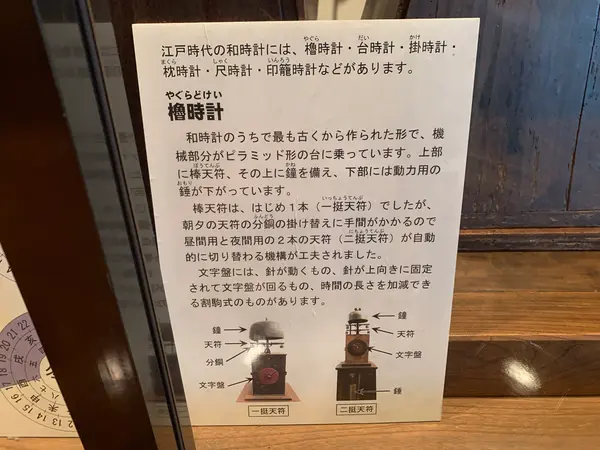 江戸時代の和時計には、櫓時計・台時計・掛時計・
枕時計・尺時計・印籠時計などがあります。
やぐらどけい
櫓時計
和時計のうちで最も古くから作られた形で、機
械部分がピラミッド形の台に乗っています。上部
に棒天符、その上に鐘を備え、下部には動力用の
錘が下がっています。
棒天符は、はじめ1本（一挺天符）でしたが、
朝夕の天符の分銅の掛け替えに手間がかかるので
昼間用と夜間用の2本の天符（二挺天符）が自動
的に切り替わる機構が工夫されました。
文字盤には、針が動くもの、針が上向きに固定
されて文字盤が回るもの、時間の長さを加減でき
る割駒式のものがあります。
鐘
天符
分銅
文字盤
一挺天符
鐘
天符
文字盤
錘
二挺天符